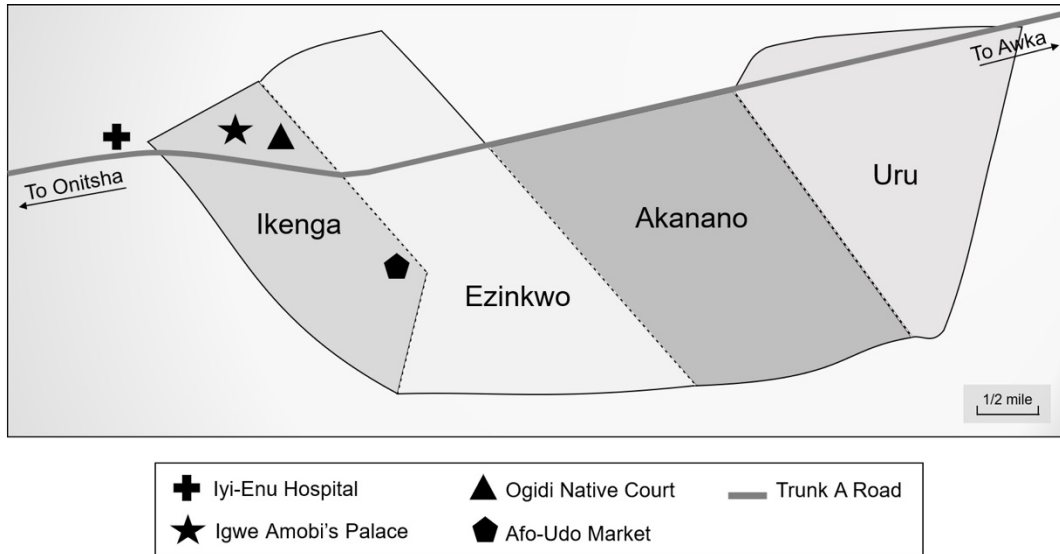 To Awka
To Onitsha
Ikenga
Ezinkwo
Akanano
Uru
1/2 mile
Iyi-Enu Hospital
Ogidi Native Court
Trunk A Road
Igwe Amobi's Palace
Afo-Udo Market